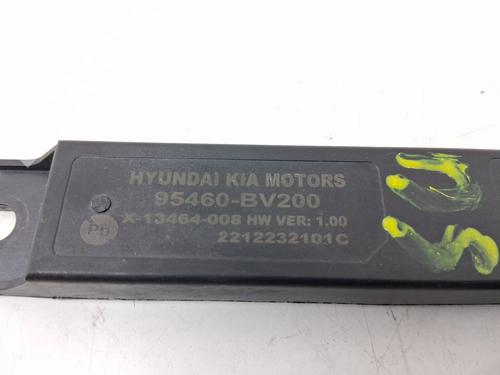 HYUNDAI KIA MOTORS
95460-BV200
X-13464-008 HW VER: 1.00
2212232101C
Pb